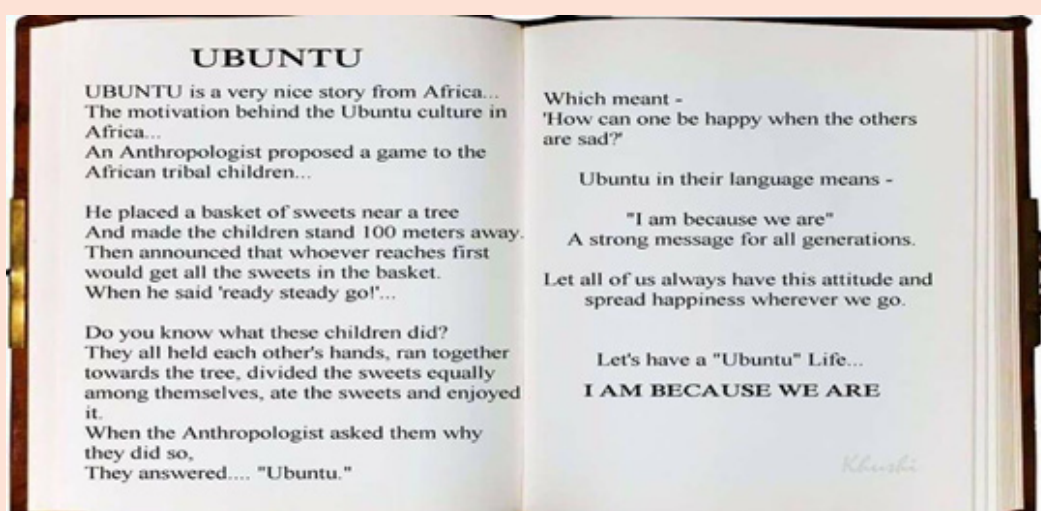 UBUNTU
UBUNTU is a very nice story from Africa...
The motivation behind the Ubuntu culture in
Africa...
An Anthropologist proposed a game to the
African tribal children...
He placed a basket of sweets near a tree
And made the children stand 100 meters away.
Then announced that whoever reaches first
would get all the sweets in the basket.
When he said 'ready steady go!'...
Do you know what these children did?
They all held each other's hands, ran together
towards the tree, divided the sweets equally
among themselves, ate the sweets and enjoyed
it.
When the Anthropologist asked them why
they did so,
They answered.... "Ubuntu."
Which meant -
'How can one be happy when the others
are sad?'
Ubuntu in their language means -
"I am because we are"
A strong message for all generations.
Let all of us always have this attitude and
spread happiness wherever we go.
Let's have a "Ubuntu" Life...
I AM BECAUSE WE ARE
Khushi